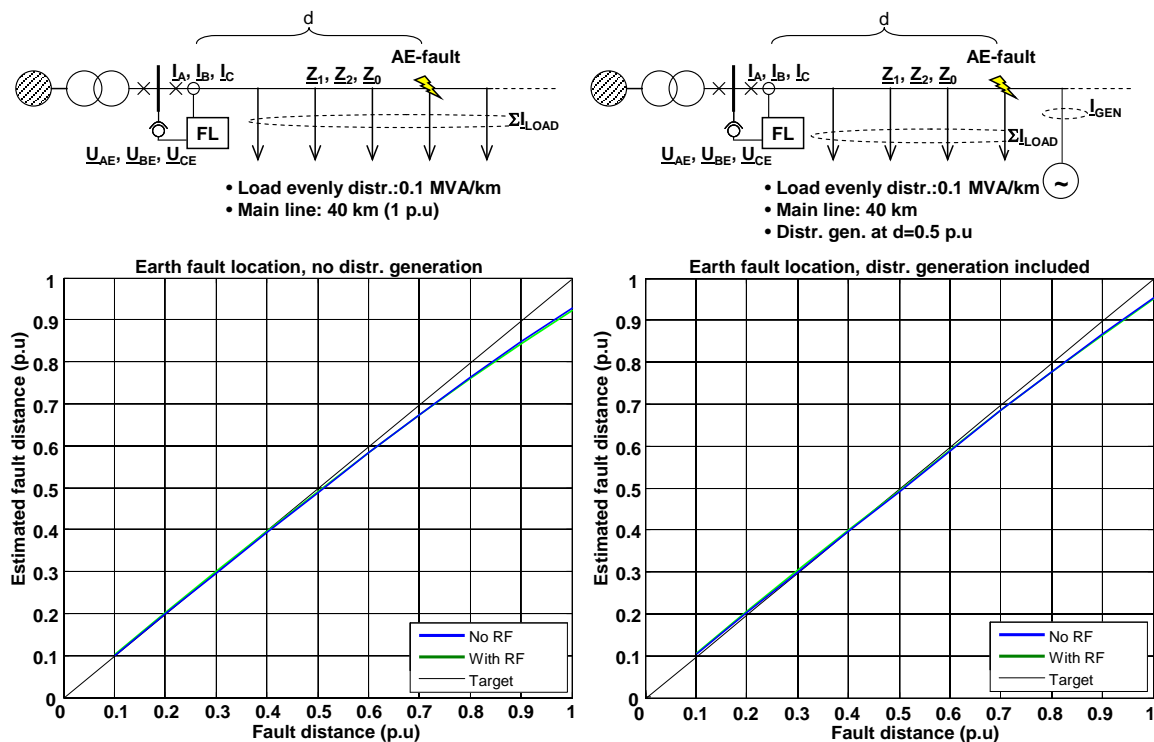 d
AE-fault
I_A, I_B, I_C
Z_1, Z_2, Z_0
FL
ΣI_LOAD
U_AE, U_BE, U_CE
• Load evenly distr.:0.1 MVA/km
• Main line: 40 km (1 p.u)
d
AE-fault
I_A, I_B, I_C
Z_1, Z_2, Z_0
I_GEN
FL
ΣI_LOAD
U_AE, U_BE, U_CE
~
• Load evenly distr.:0.1 MVA/km
• Main line: 40 km
• Distr. gen. at d=0.5 p.u
Earth fault location, no distr. generation
Estimated fault distance (p.u)
1
0.9
0.8
0.7
0.6
0.5
0.4
0.3
0.2
0.1
0
No RF
With RF
Target
0 0.1 0.2 0.3 0.4 0.5 0.6 0.7 0.8 0.9 1
Fault distance (p.u)
Earth fault location, distr. generation included
Estimated fault distance (p.u)
1
0.9
0.8
0.7
0.6
0.5
0.4
0.3
0.2
0.1
0
No RF
With RF
Target
0 0.1 0.2 0.3 0.4 0.5 0.6 0.7 0.8 0.9 1
Fault distance (p.u)